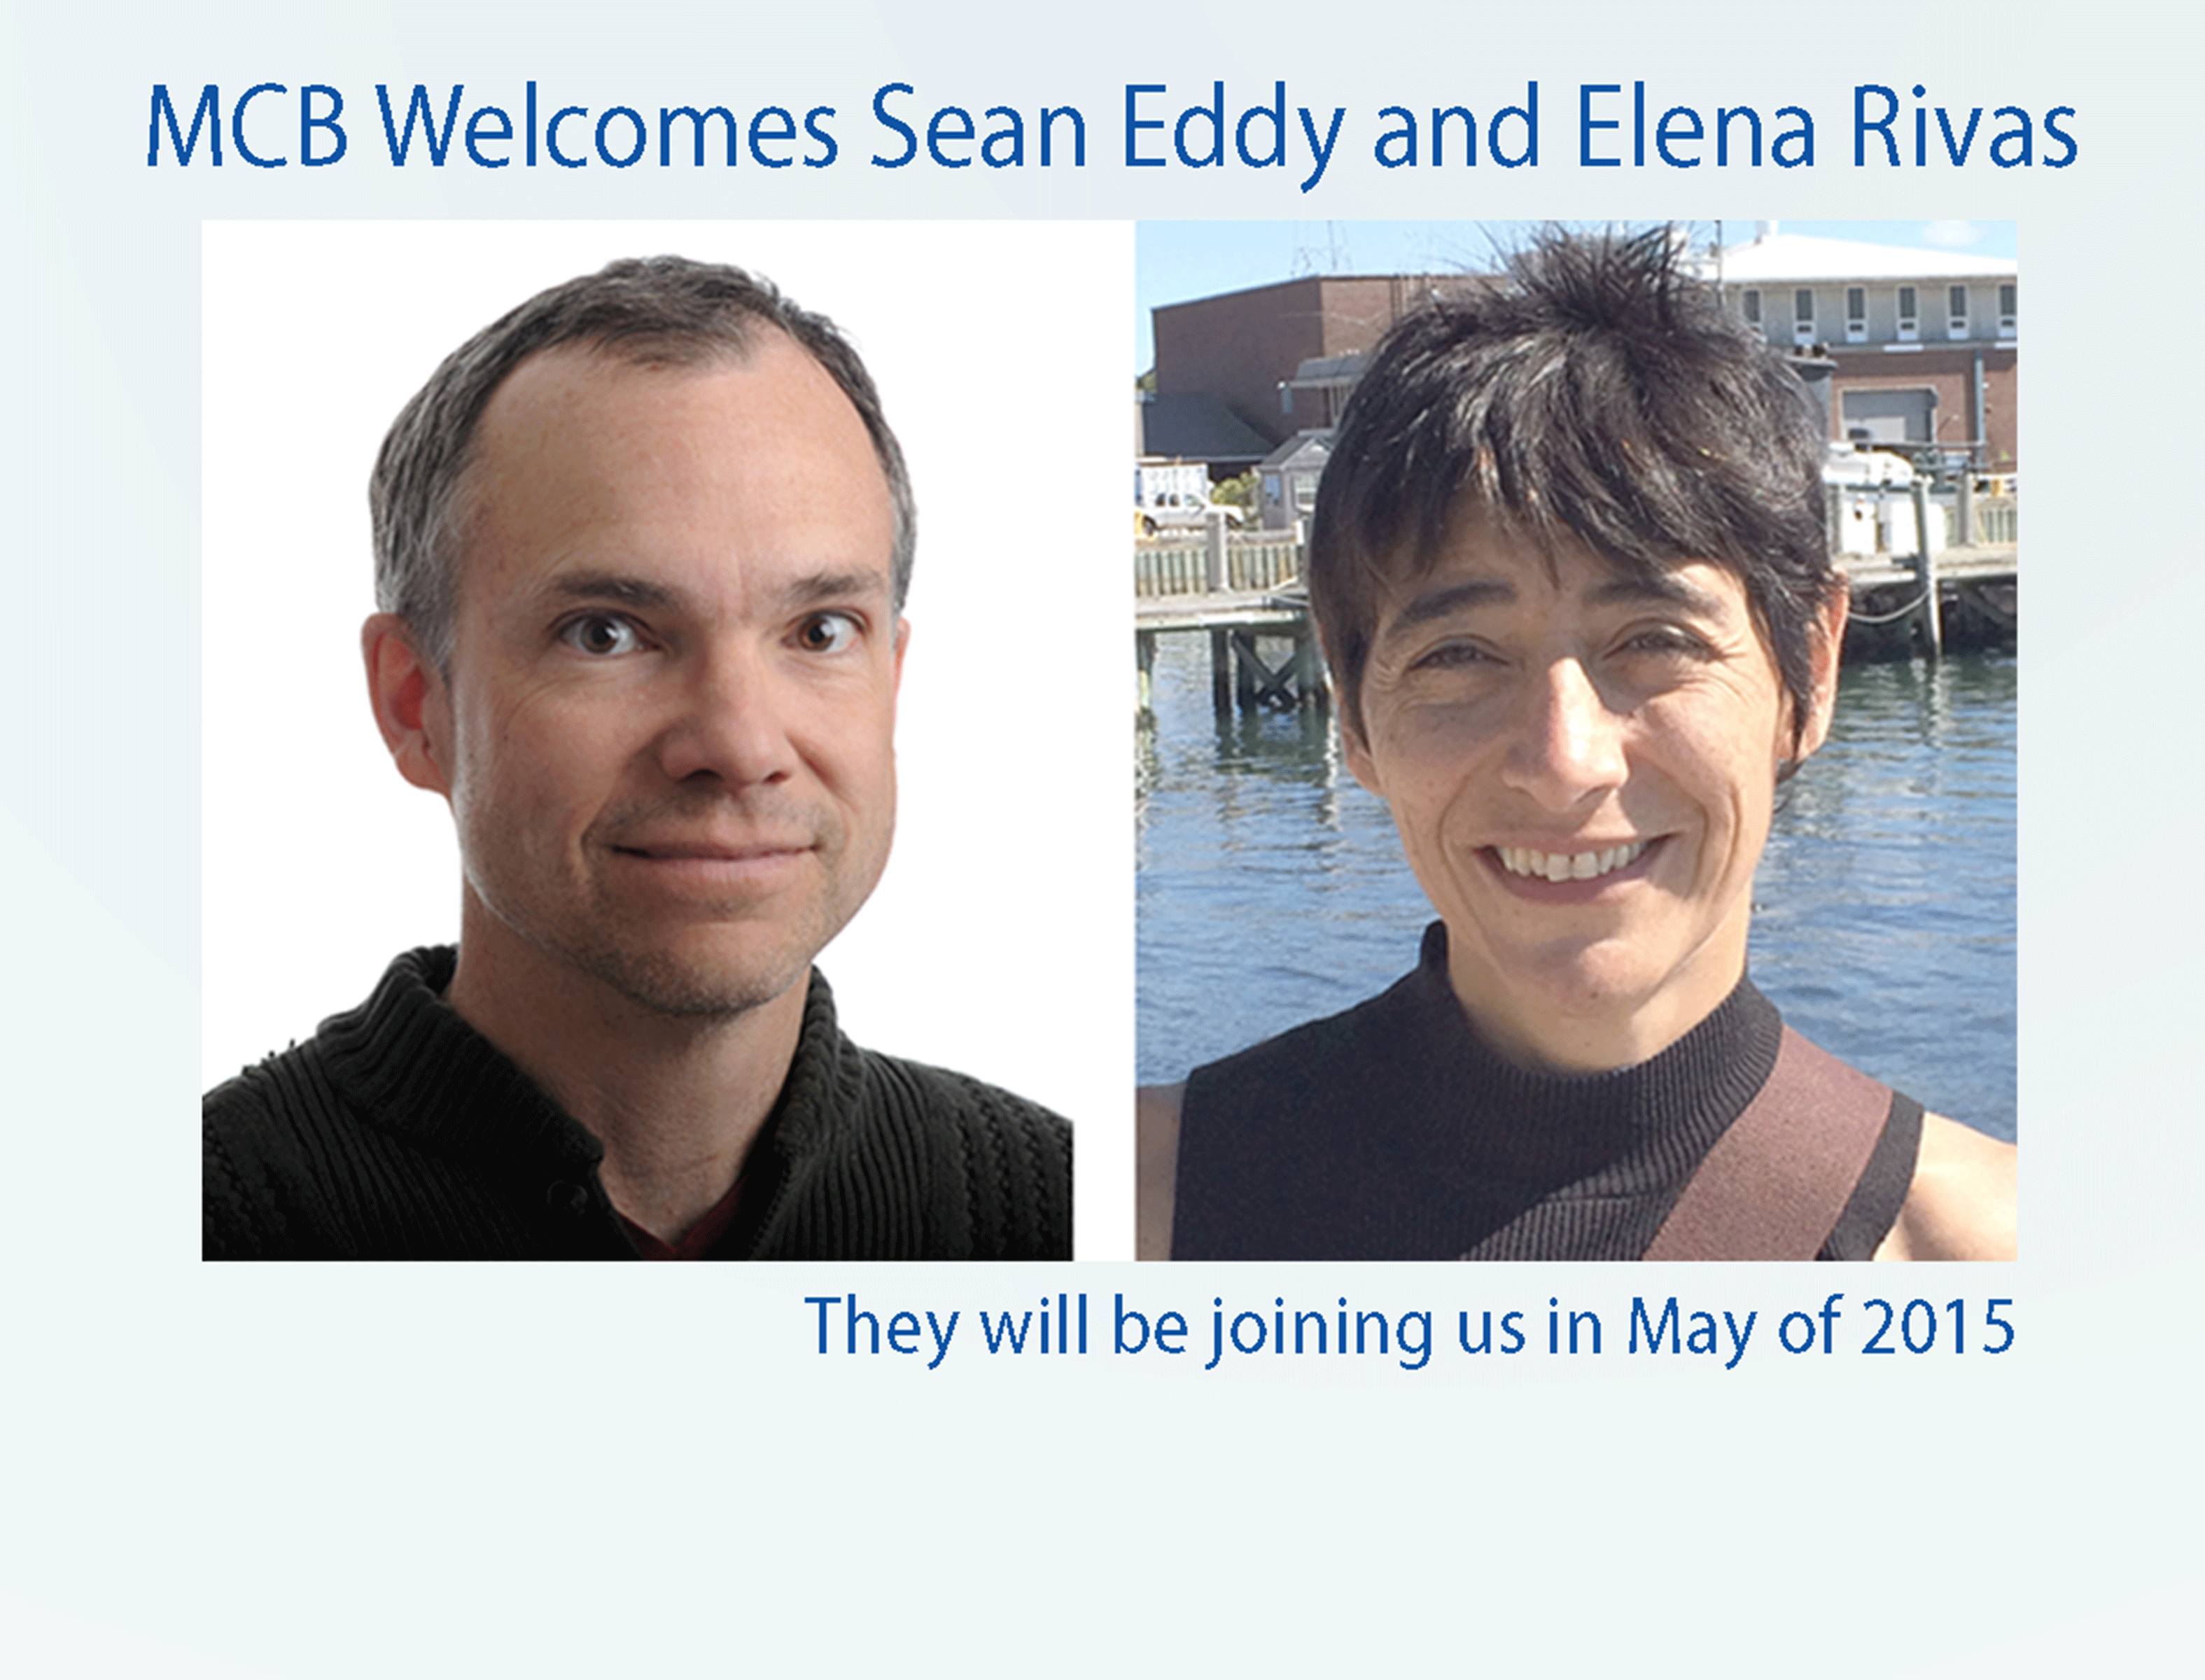 MCB Welcomes Sean Eddy and Elena Rivas
They will be joining us in May of 2015